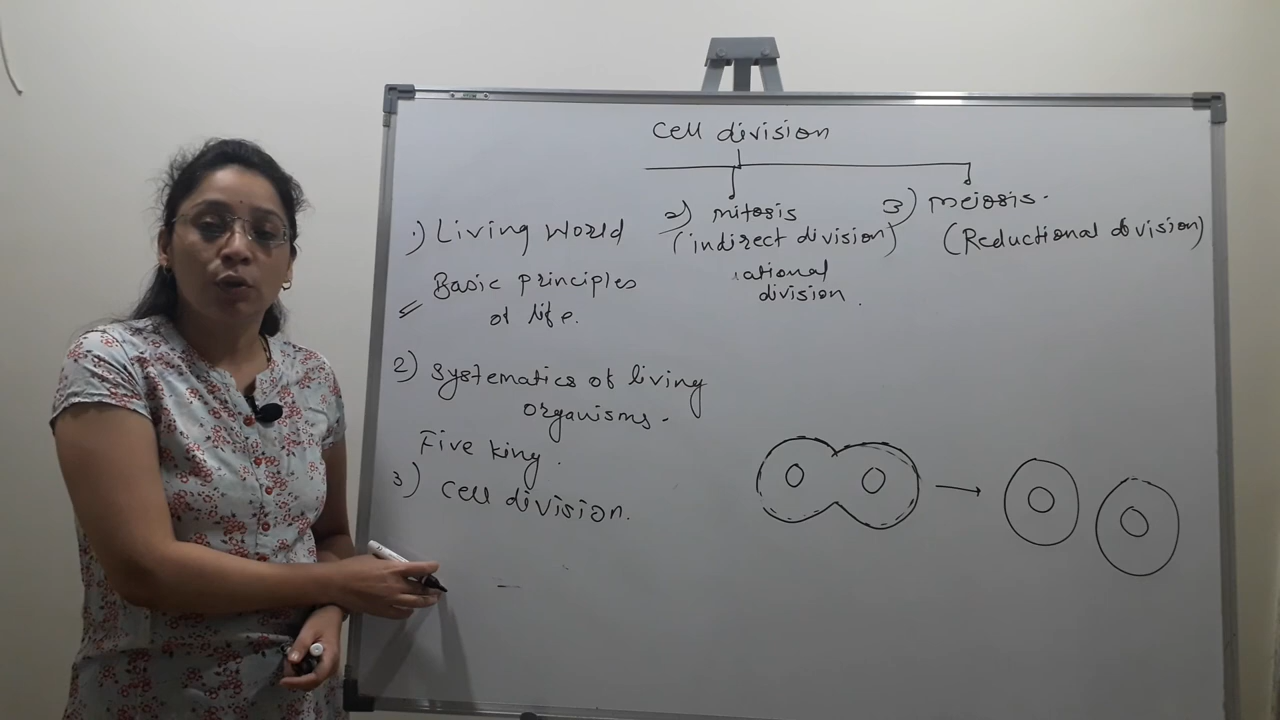 Cell division
1) Living World
Basic principles
of life.
2) Systematics of living
organisms.
Five king.
3) Cell division.
2) mitosis
(indirect division)
ational
division.
3) meiosis.
(Reductional division)